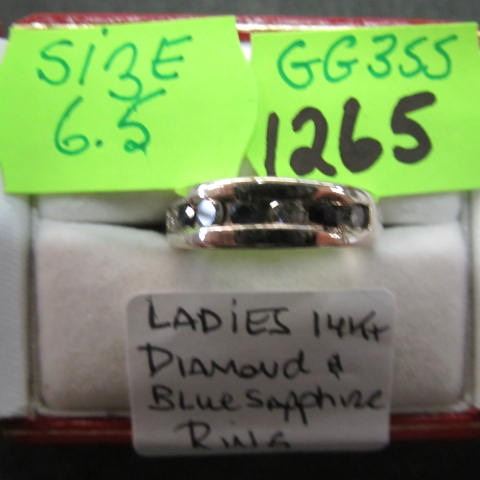 SIZE
6.5
GG355
1265
LADIES 14Kt
DIAMOND &
BLUE SAPPHIRE
RING